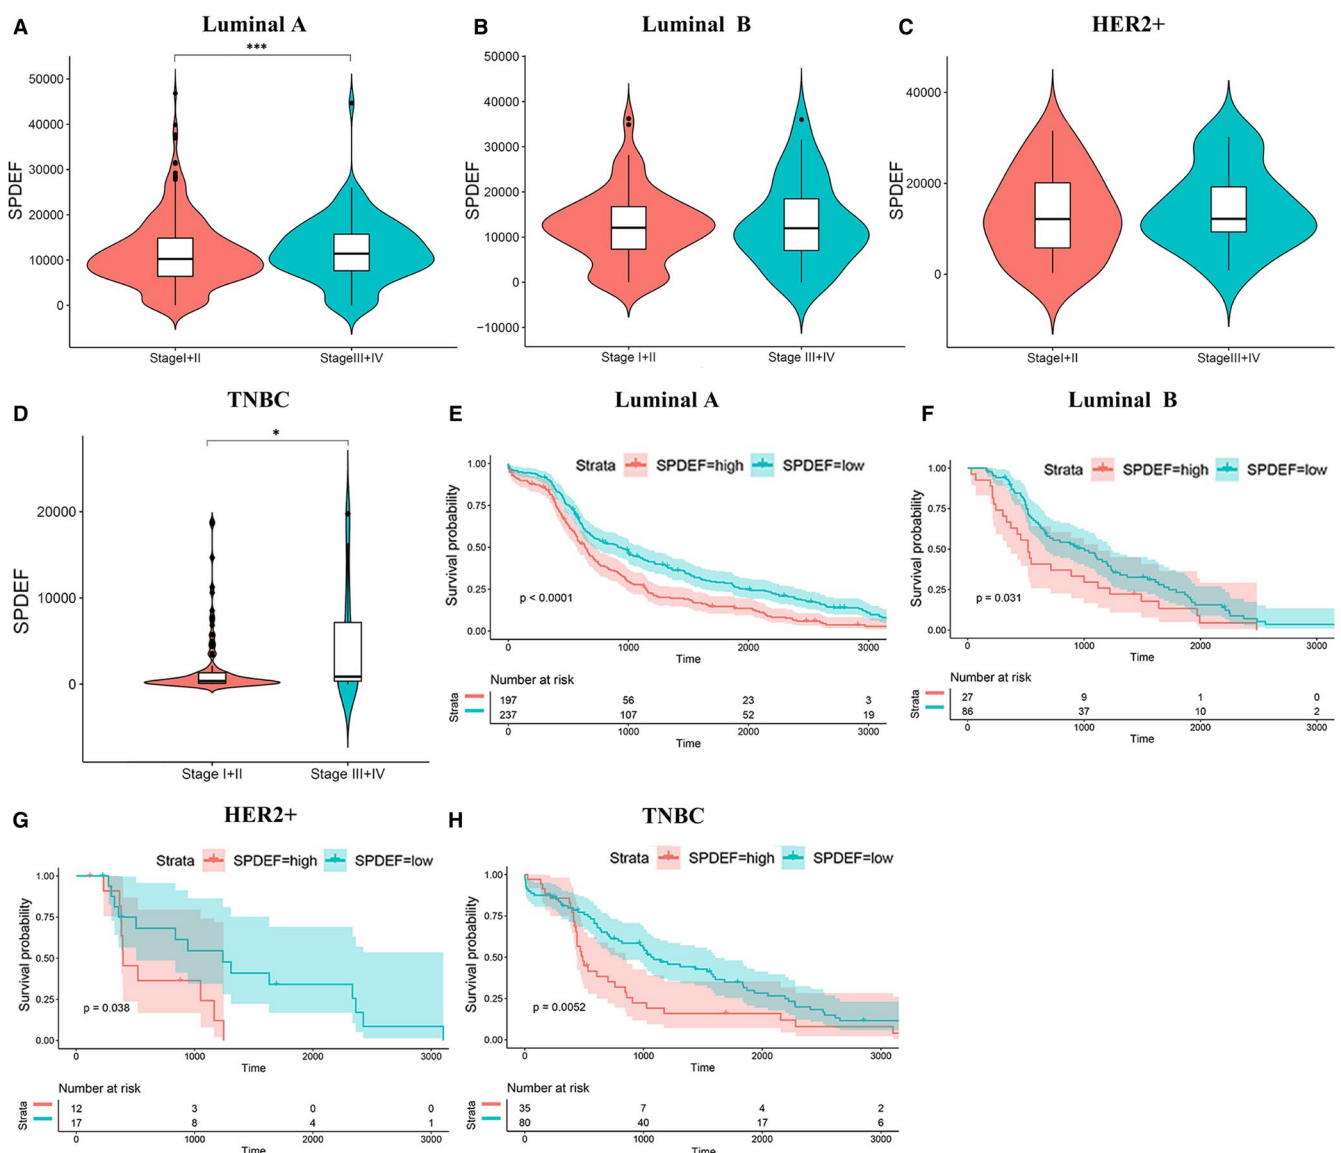 A
Luminal A
***
SPDEF
50000
40000
30000
20000
10000
0
StageI+II
StageIII+IV
B
Luminal B
SPDEF
50000
40000
30000
20000
10000
0
−10000
Stage I+II
Stage III+IV
C
HER2+
SPDEF
40000
20000
0
StageI+II
StageIII+IV
D
TNBC
*
SPDEF
20000
10000
0
Stage I+II
Stage III+IV
E
Luminal A
Strata SPDEF=high SPDEF=low
Survival probability
1.00
0.75
0.50
0.25
0.00
p < 0.0001
0 1000 2000 3000
Time
Number at risk
Strata
197 56 23 3
237 107 52 19
0 1000 2000 3000
Time
F
Luminal B
Strata SPDEF=high SPDEF=low
Survival probability
1.00
0.75
0.50
0.25
0.00
p = 0.031
0 1000 2000 3000
Time
Number at risk
Strata
27 9 1 0
86 37 10 2
0 1000 2000 3000
Time
G
HER2+
Strata SPDEF=high SPDEF=low
Survival probability
1.00
0.75
0.50
0.25
0.00
p = 0.038
0 1000 2000 3000
Time
Number at risk
Strata
12 3 0 0
17 8 4 1
0 1000 2000 3000
Time
H
TNBC
Strata SPDEF=high SPDEF=low
Survival probability
1.00
0.75
0.50
0.25
0.00
p = 0.0052
0 1000 2000 3000
Time
Number at risk
Strata
35 7 4 2
80 40 17 6
0 1000 2000 3000
Time